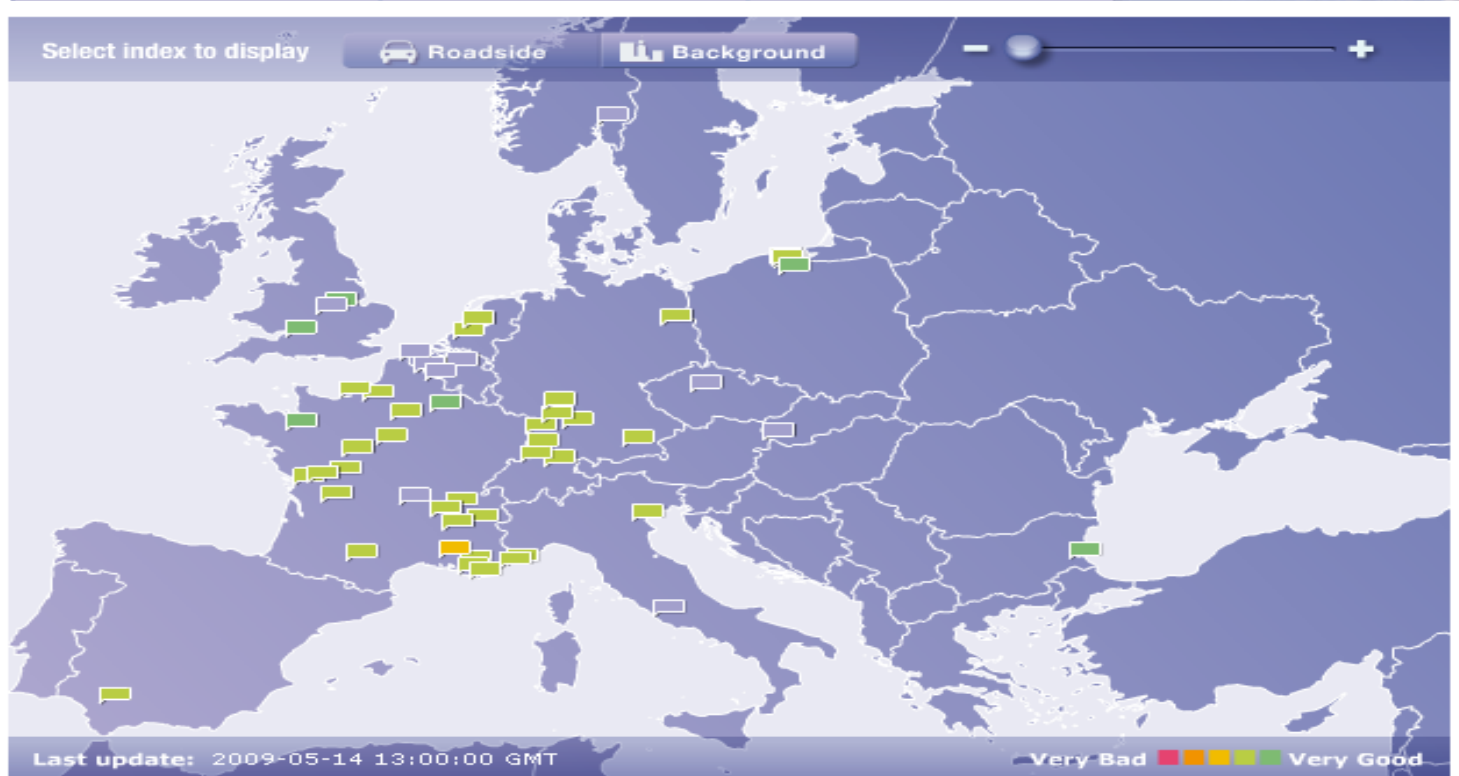 Select index to display Roadside Background
Last update: 2009-05-14 13:00:00 GMT Very Bad Very Good